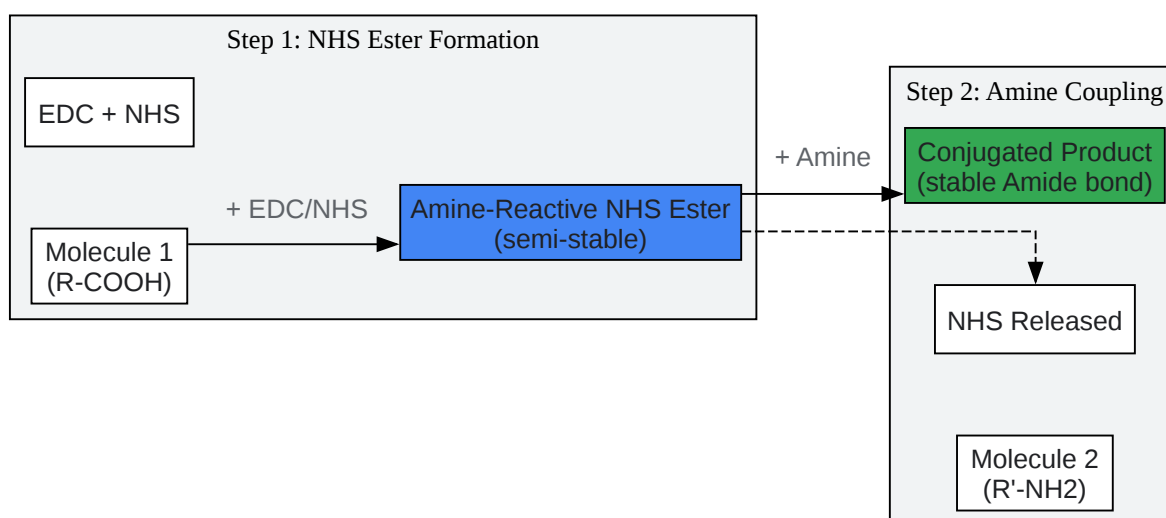 Step 1: NHS Ester Formation
EDC + NHS
+ EDC/NHS
Molecule 1
(R-COOH)
Amine-Reactive NHS Ester
(semi-stable)
+ Amine
Step 2: Amine Coupling
Conjugated Product
(stable Amide bond)
NHS Released
Molecule 2
(R'-NH2)